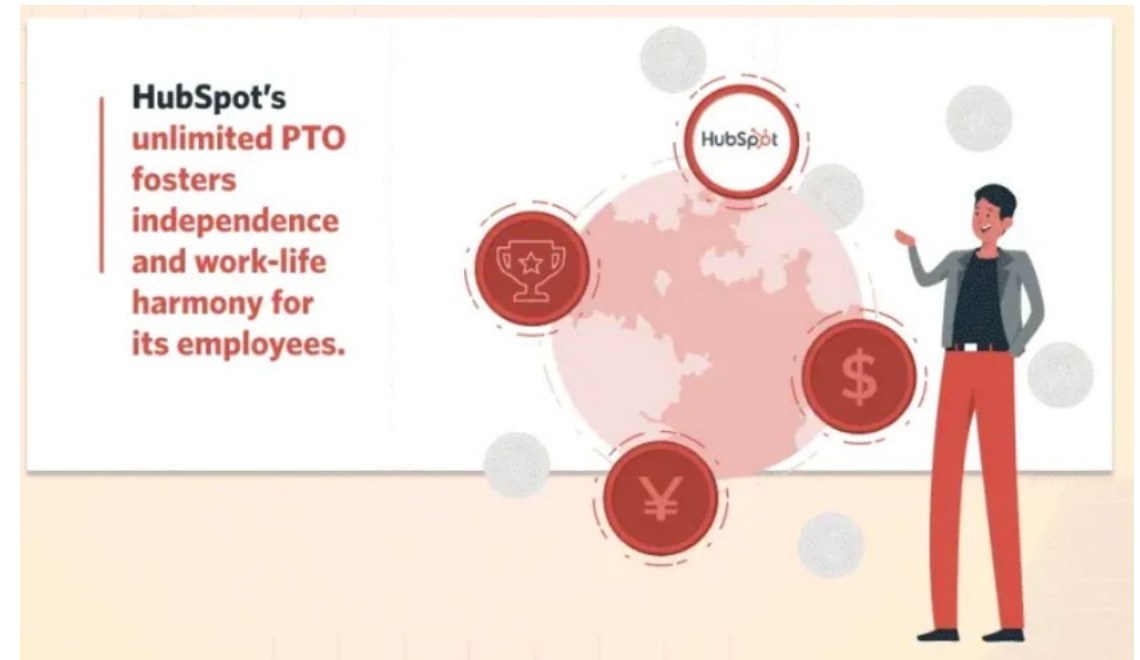 HubSpot's
unlimited PTO
fosters
independence
and work-life
harmony for
its employees.
HubSpot
$
¥